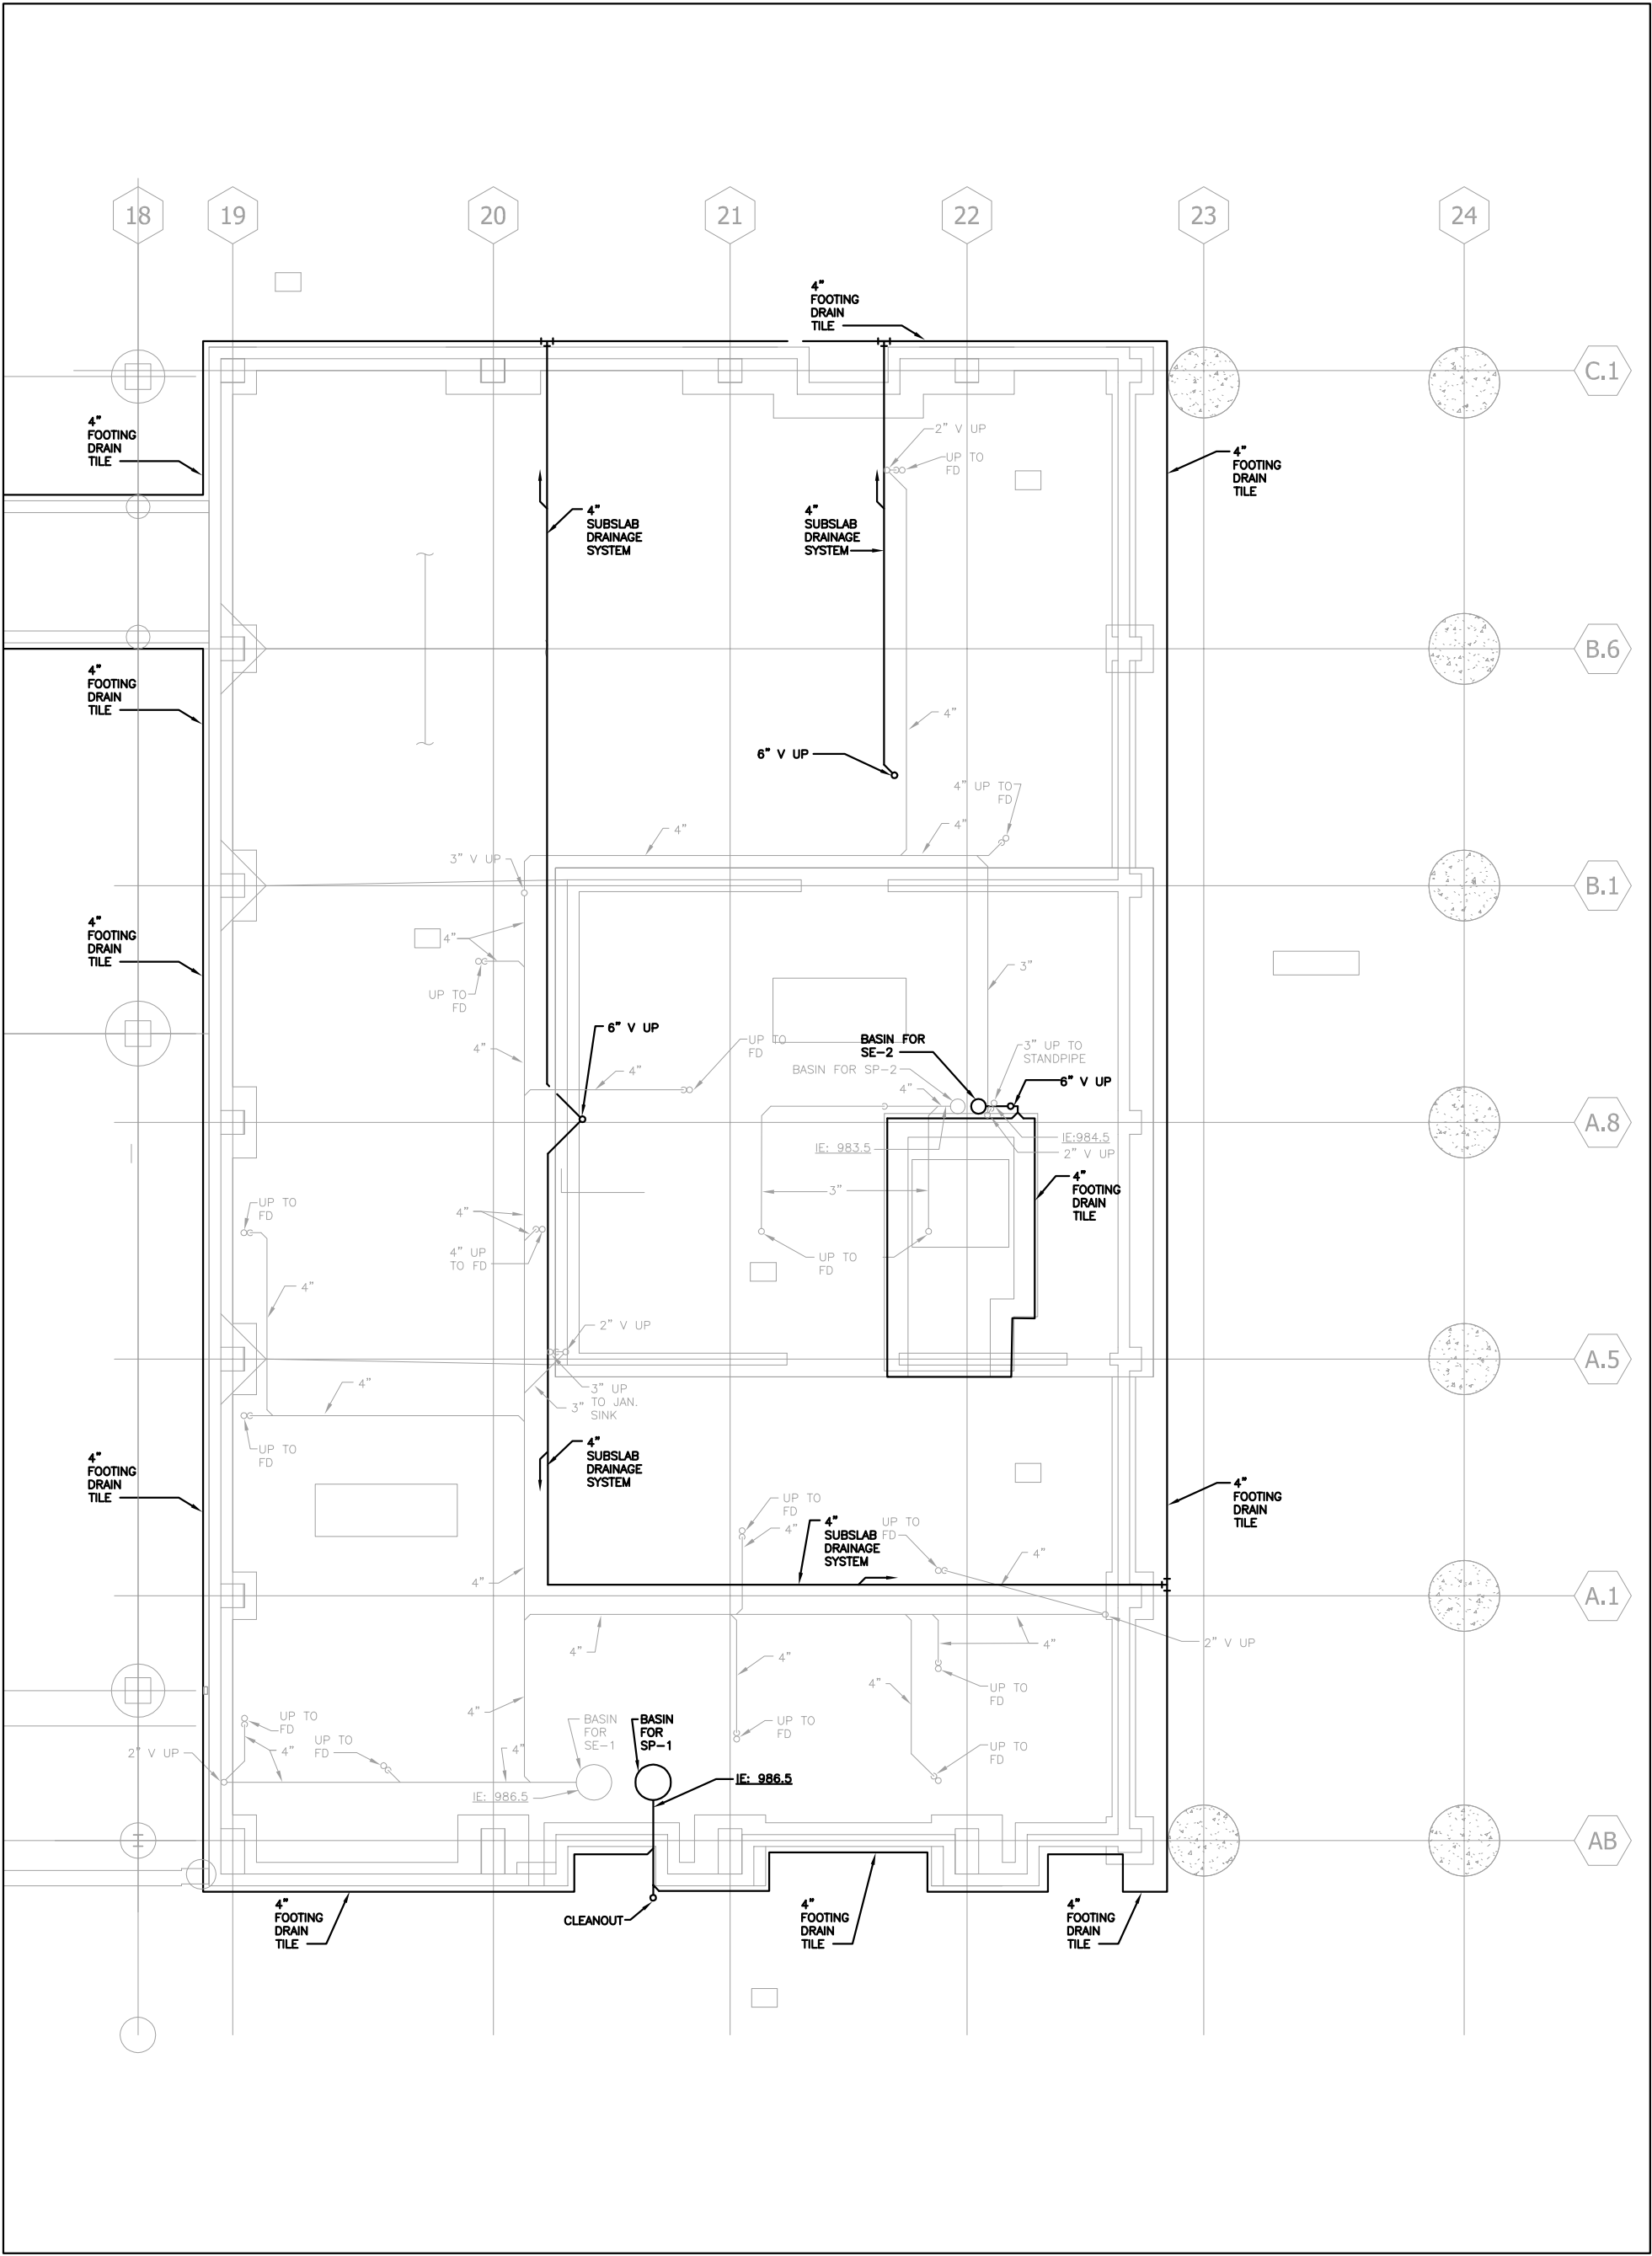 18
19
20
21
22
23
24
4"
FOOTING
DRAIN
TILE
C.1
4"
FOOTING
DRAIN
TILE
2" V UP
UP TO
FD
4"
FOOTING
DRAIN
TILE
4"
SUBSLAB
DRAINAGE
SYSTEM
4"
SUBSLAB
DRAINAGE
SYSTEM
B.6
4"
FOOTING
DRAIN
TILE
4"
6" V UP
4" UP TO
FD
4"
4"
3" V UP
B.1
4"
FOOTING
DRAIN
TILE
4"
UP TO
FD
3"
6" V UP
4"
UP TO
FD
4"
BASIN FOR
SE-2
3" UP TO
STANDPIPE
BASIN FOR SP-2
4"
6" V UP
A.8
IE: 983.5
IE:984.5
2" V UP
4"
FOOTING
DRAIN
TILE
3"
UP TO
FD
4"
4" UP
TO FD
UP TO
FD
4"
2" V UP
A.5
4"
3" UP
TO JAN.
SINK
3"
UP TO
FD
4"
FOOTING
DRAIN
TILE
4"
SUBSLAB
DRAINAGE
SYSTEM
UP TO
FD
4"
4"
SUBSLAB
DRAINAGE
SYSTEM
UP TO
FD
4"
FOOTING
DRAIN
TILE
4"
4"
A.1
4"
4"
2" V UP
4"
4"
UP TO
FD
4"
UP TO
FD
UP TO
FD
2" V UP
4"
4"
BASIN
FOR
SE-1
BASIN
FOR
SP-1
UP TO
FD
UP TO
FD
IE: 986.5
IE: 986.5
AB
4"
FOOTING
DRAIN
TILE
CLEANOUT
4"
FOOTING
DRAIN
TILE
4"
FOOTING
DRAIN
TILE